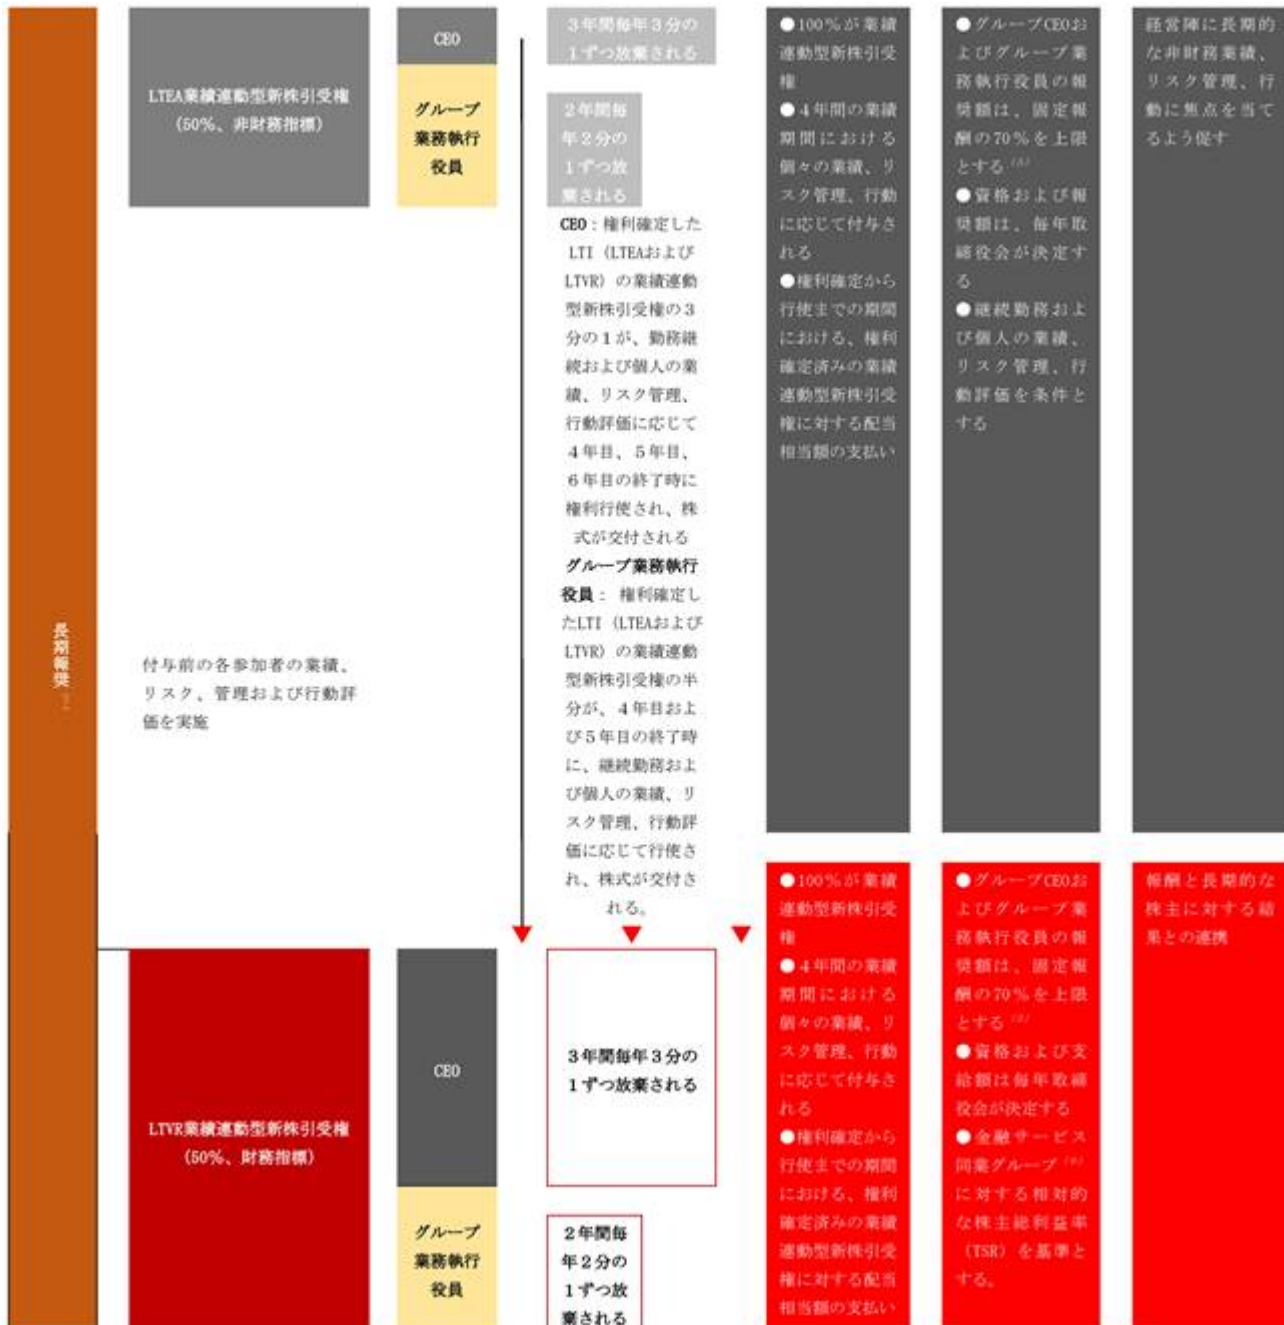 長期報奨
LTEA業績連動型新株引受権
(50%、非財務指標)
CEO
グループ
業務執行
役員
3年間毎年3分の
1ずつ放棄される
2年間毎
年2分の
1ずつ放
棄される
CEO：権利確定した
LTI（LTEAおよび
LTVR）の業績連動
型新株引受権の3
分の1が、勤務継
続および個人の業
績、リスク管理、
行動評価に応じて
4年目、5年目、
6年目の終了時に
権利行使され、株
式が交付される
グループ業務執行
役員： 権利確定し
たLTI（LTEAおよび
LTVR）の業績連動
型新株引受権の半
分が、4年目およ
び5年目の終了時
に、継続勤務およ
び個人の業績、リ
スク管理、行動評
価に応じて行使さ
れ、株式が交付さ
れる。
●100％が業績
連動型新株引受
権
●4年間の業績
期間における
個々の業績、リ
スク管理、行動
に応じて付与さ
れる
●権利確定から
行使までの期間
における、権利
確定済みの業績
連動型新株引受
権に対する配当
相当額の支払い
●グループCEOお
よびグループ業
務執行役員の報
奨額は、固定報
酬の70％を上限
とする
●資格および報
奨額は、毎年取
締役会が決定す
る
●継続勤務およ
び個人の業績、
リスク管理、行
動評価を条件と
する
経営陣に長期的
な非財務業績、
リスク管理、行
動に焦点を当て
るよう促す
付与前の各参加者の業績、
リスク、管理および行動評
価を実施
LTVR業績連動型新株引受権
(50%、財務指標)
CEO
グループ
業務執行
役員
3年間毎年3分の
1ずつ放棄される
2年間毎
年2分の
1ずつ放
棄される
●100％が業績
連動型新株引受
権
●4年間の業績
期間における
個々の業績、リ
スク管理、行動
に応じて付与さ
れる
●権利確定から
行使までの期間
における、権利
確定済みの業績
連動型新株引受
権に対する配当
相当額の支払い
●グループCEOお
よびグループ業
務執行役員の報
奨額は、固定報
酬の70％を上限
とする
●資格および支
給額は毎年取締
役会が決定する
●金融サービス
同業グループ
に対する相対的
な株主総利益率
（TSR）を基準と
する。
報酬と長期的な
株主に対する結
果との連携